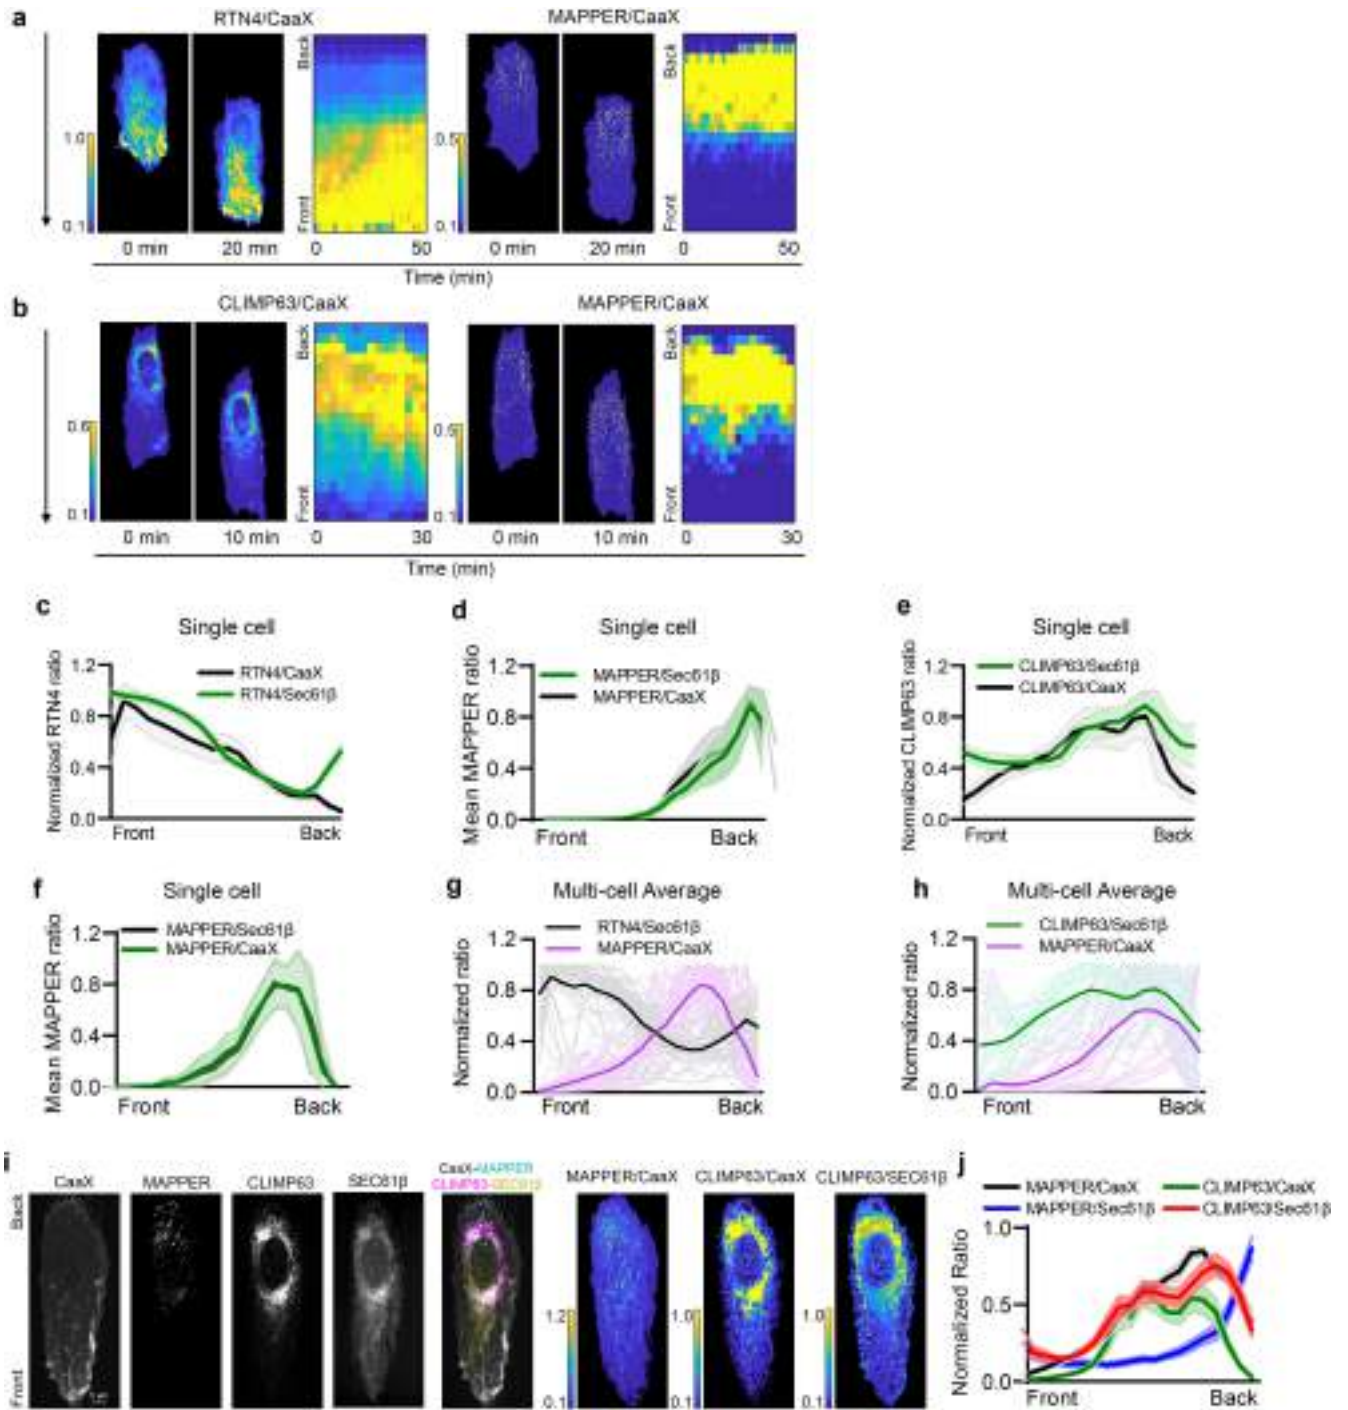 a
RTN4/CaaX
MAPPER/CaaX
Back
Front
1.0
0.1
0 min
20 min
0
50
Back
Front
0.5
0.1
0 min
20 min
0
50
Time (min)
b
CLIMP63/CaaX
MAPPER/CaaX
Back
Front
0.6
0.1
0 min
10 min
0
30
Back
Front
0.5
0.1
0 min
10 min
0
30
Time (min)
c
Single cell
Normalized RTN4 ratio
RTN4/CaaX
RTN4/Sec61β
1.2
0.8
0.4
0.0
Front
Back
d
Single cell
Mean MAPPER ratio
MAPPER/Sec61β
MAPPER/CaaX
1.2
0.8
0.4
0.0
Front
Back
e
Single cell
Normalized CLIMP63 ratio
CLIMP63/Sec61β
CLIMP63/CaaX
1.2
0.8
0.4
0.0
Front
Back
f
Single cell
Mean MAPPER ratio
MAPPER/Sec61β
MAPPER/CaaX
1.2
0.8
0.4
0.0
Front
Back
g
Multi-cell Average
Normalized ratio
RTN4/Sec61β
MAPPER/CaaX
1.2
0.8
0.4
0.0
Front
Back
h
Multi-cell Average
Normalized ratio
CLIMP63/Sec61β
MAPPER/CaaX
1.2
0.8
0.4
0.0
Front
Back
i
Back
Front
CaaX
MAPPER
CLIMP63
SEC61β
CaaX-MAPPER
CLIMP63-SEC61β
MAPPER/CaaX
CLIMP63/CaaX
CLIMP63/SEC61β
1.2
0.1
1.0
0.1
1.0
0.1
j
MAPPER/CaaX
CLIMP63/CaaX
MAPPER/Sec61β
CLIMP63/Sec61β
Normalized Ratio
1.0
0.5
0.0
Front
Back